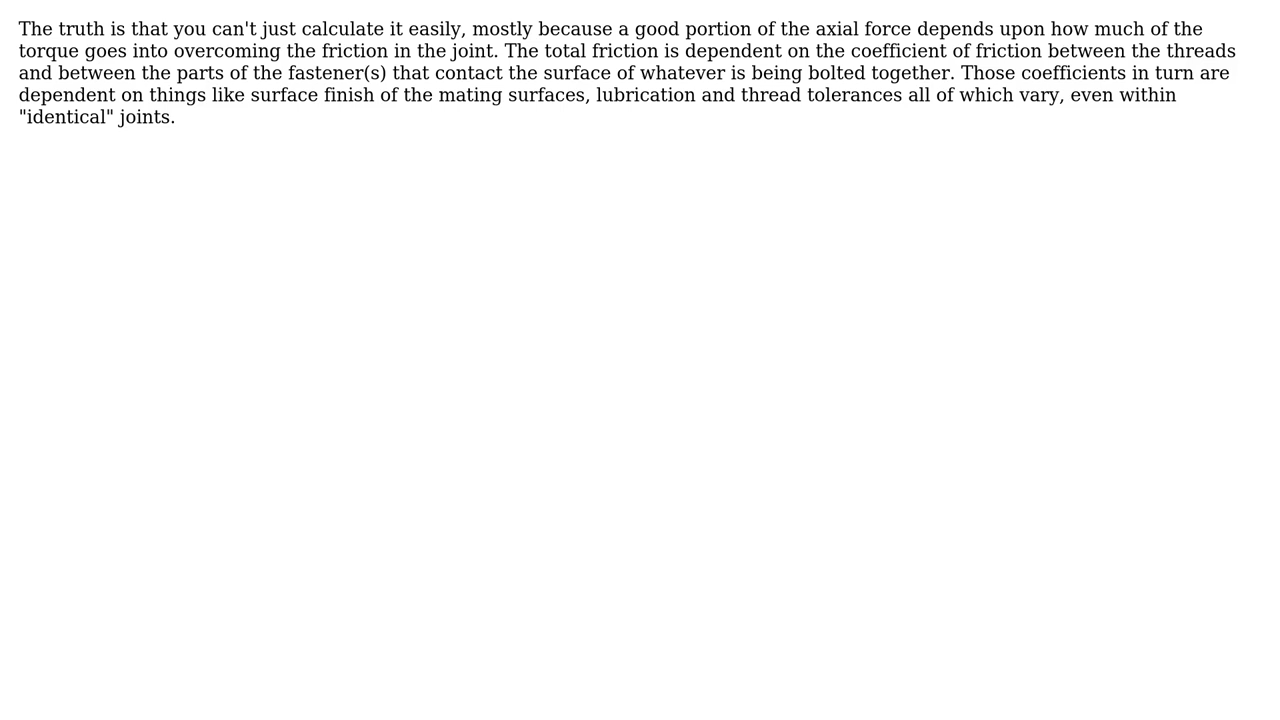 The truth is that you can't just calculate it easily, mostly because a good portion of the axial force depends upon how much of the
torque goes into overcoming the friction in the joint. The total friction is dependent on the coefficient of friction between the threads
and between the parts of the fastener(s) that contact the surface of whatever is being bolted together. Those coefficients in turn are
dependent on things like surface finish of the mating surfaces, lubrication and thread tolerances all of which vary, even within
"identical" joints.